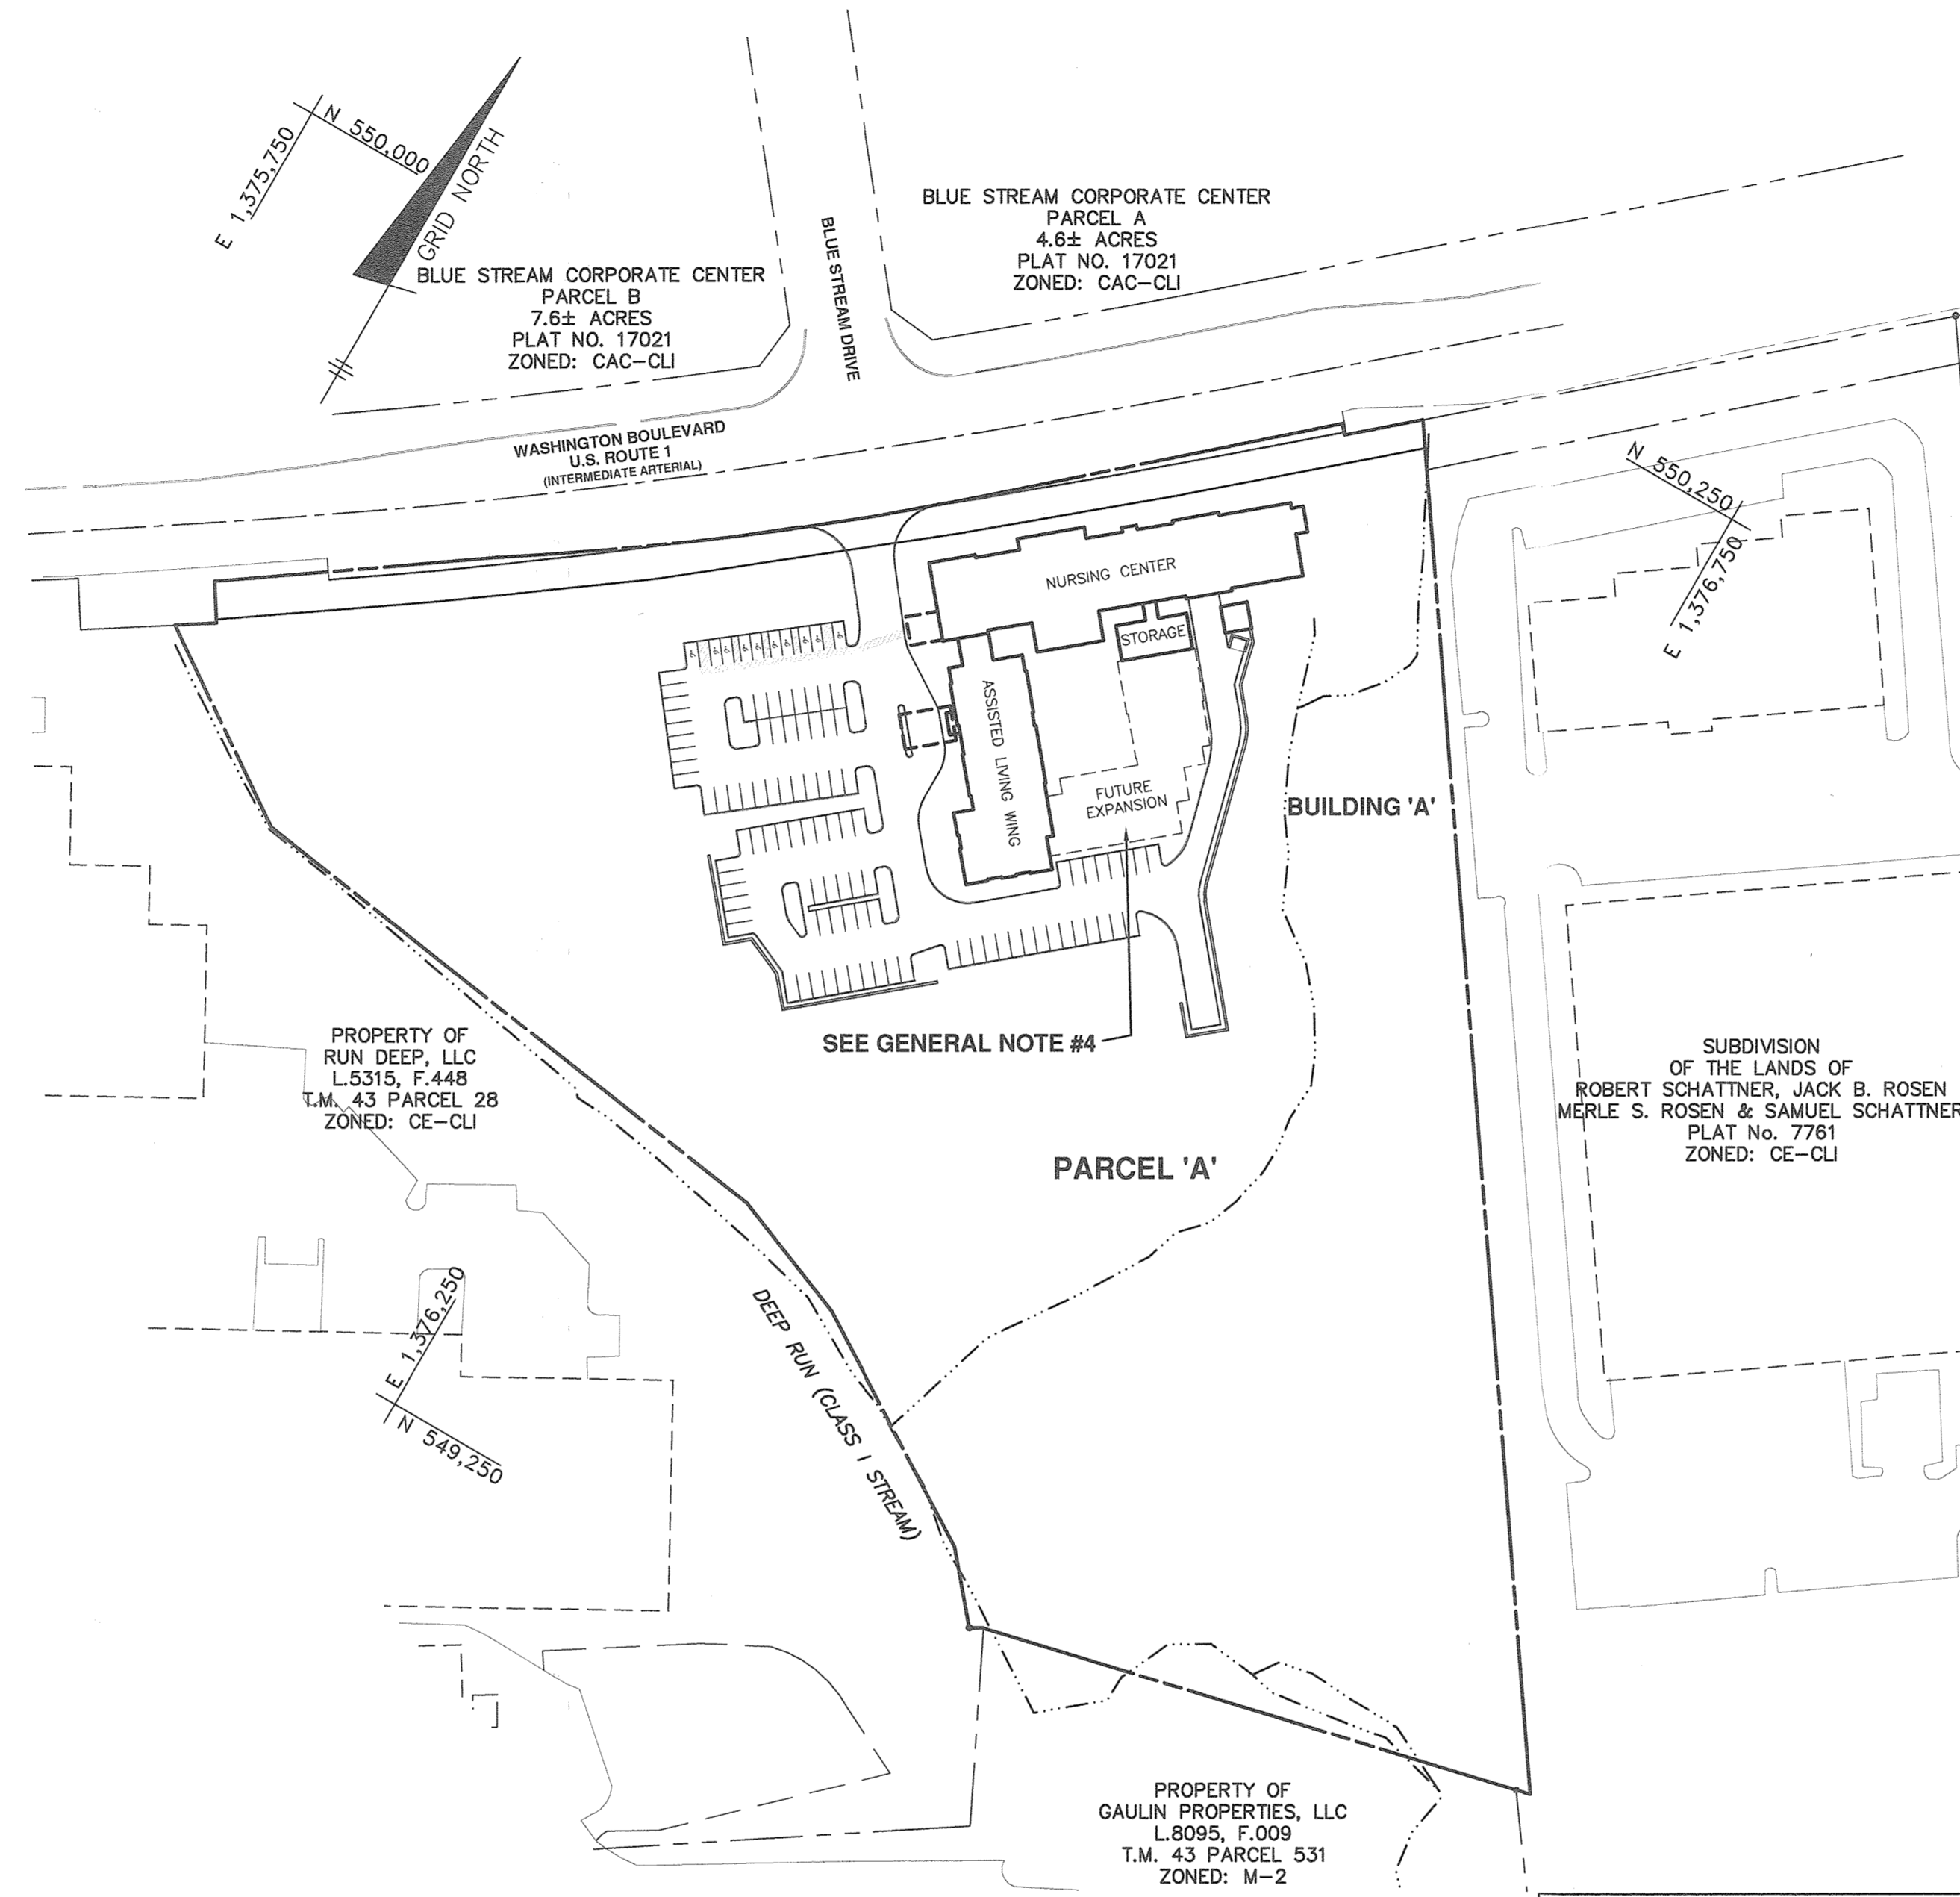 N 550,000
E 1,375,750
GRID NORTH
BLUE STREAM CORPORATE CENTER
PARCEL B
7.6± ACRES
PLAT NO. 17021
ZONED: CAC-CLI
BLUE STREAM DRIVE
BLUE STREAM CORPORATE CENTER
PARCEL A
4.6± ACRES
PLAT NO. 17021
ZONED: CAC-CLI
WASHINGTON BOULEVARD
U.S. ROUTE 1
(INTERMEDIATE ARTERIAL)
N 550,250
E 1,376,750
NURSING CENTER
STORAGE
ASSISTED LIVING WING
FUTURE
EXPANSION
BUILDING 'A'
SEE GENERAL NOTE #4
PROPERTY OF
RUN DEEP, LLC
L.5315, F.448
T.M. 43 PARCEL 28
ZONED: CE-CLI
SUBDIVISION
OF THE LANDS OF
ROBERT SCHATTNER, JACK B. ROSEN
MERLE S. ROSEN & SAMUEL SCHATTNER
PLAT No. 7761
ZONED: CE-CLI
PARCEL 'A'
E 1,376,250
N 549,250
DEEP RUN (CLASS I STREAM)
PROPERTY OF
GAULIN PROPERTIES, LLC
L.8095, F.009
T.M. 43 PARCEL 531
ZONED: M-2